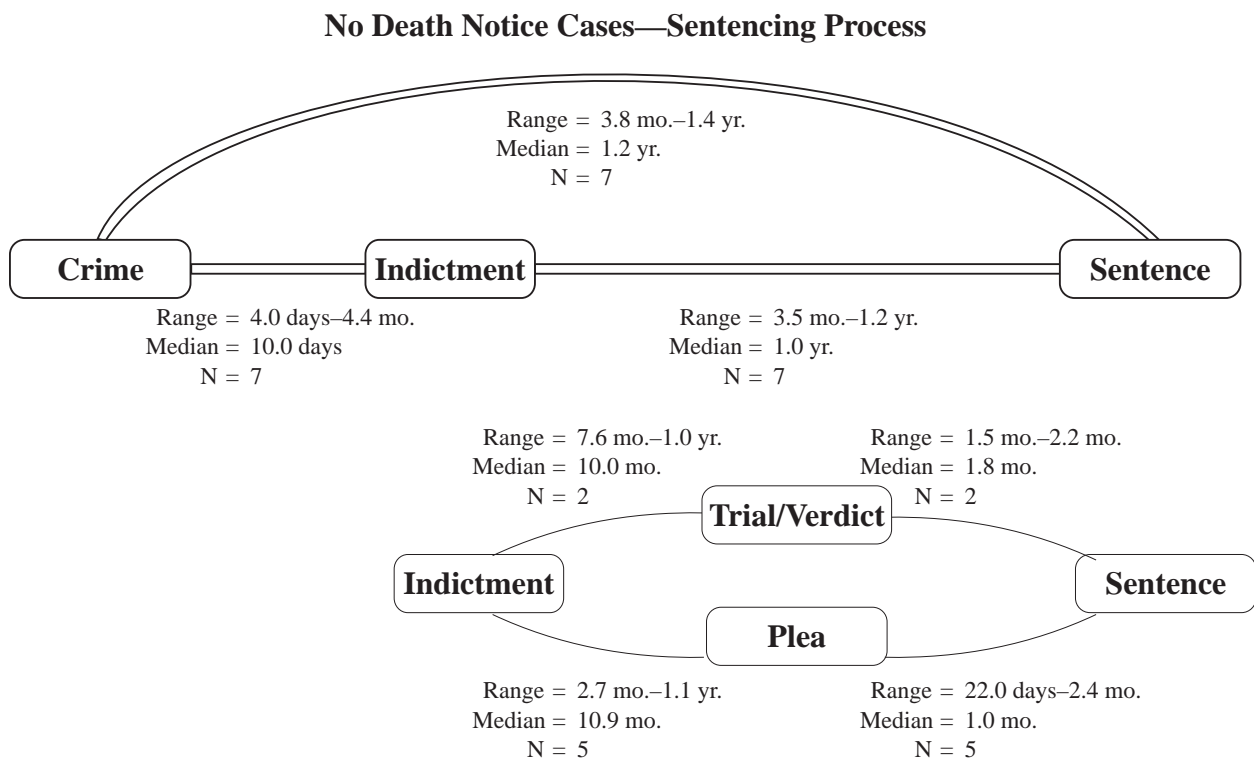 No Death Notice Cases—Sentencing Process
Range = 3.8 mo.–1.4 yr.
Median = 1.2 yr.
N = 7
Crime
Indictment
Sentence
Range = 4.0 days–4.4 mo.
Median = 10.0 days
N = 7
Range = 3.5 mo.–1.2 yr.
Median = 1.0 yr.
N = 7
Range = 7.6 mo.–1.0 yr.
Median = 10.0 mo.
N = 2
Range = 1.5 mo.–2.2 mo.
Median = 1.8 mo.
N = 2
Trial/Verdict
Indictment
Sentence
Plea
Range = 2.7 mo.–1.1 yr.
Median = 10.9 mo.
N = 5
Range = 22.0 days–2.4 mo.
Median = 1.0 mo.
N = 5